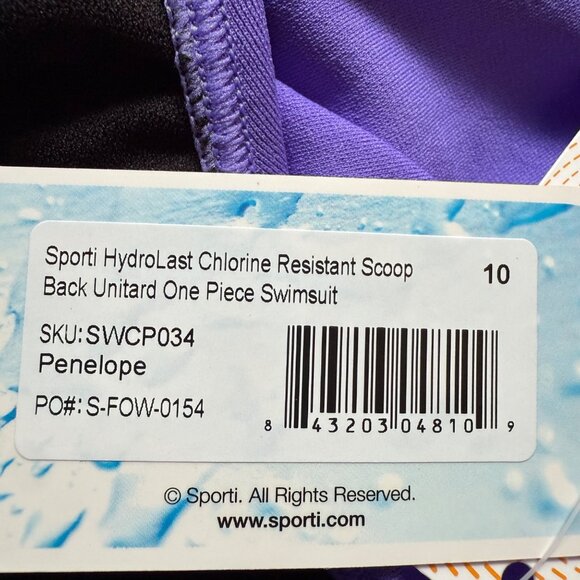 Sporti HydroLast Chlorine Resistant Scoop
Back Unitard One Piece Swimsuit
10
SKU: SWCP034
Penelope
PO#: S-FOW-0154
8 43203 04810 9
© Sporti. All Rights Reserved.
www.sporti.com